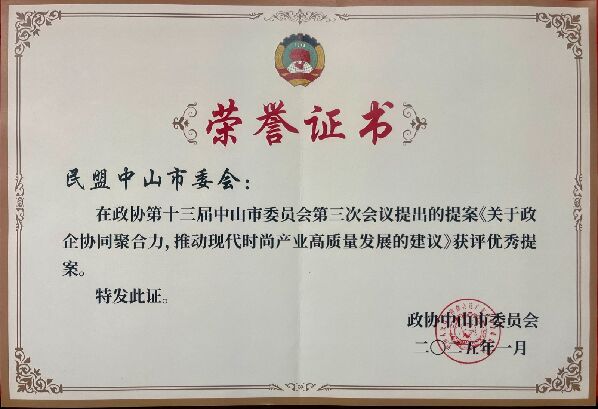 荣誉证书
民盟中山市委会：
在政协第十三届中山市委员会第三次会议提出的提案《关于政
企协同聚合力，推动现代时尚产业高质量发展的建议》获评优秀提
案。
特发此证。
政协中山市委员会
二〇二五年一月